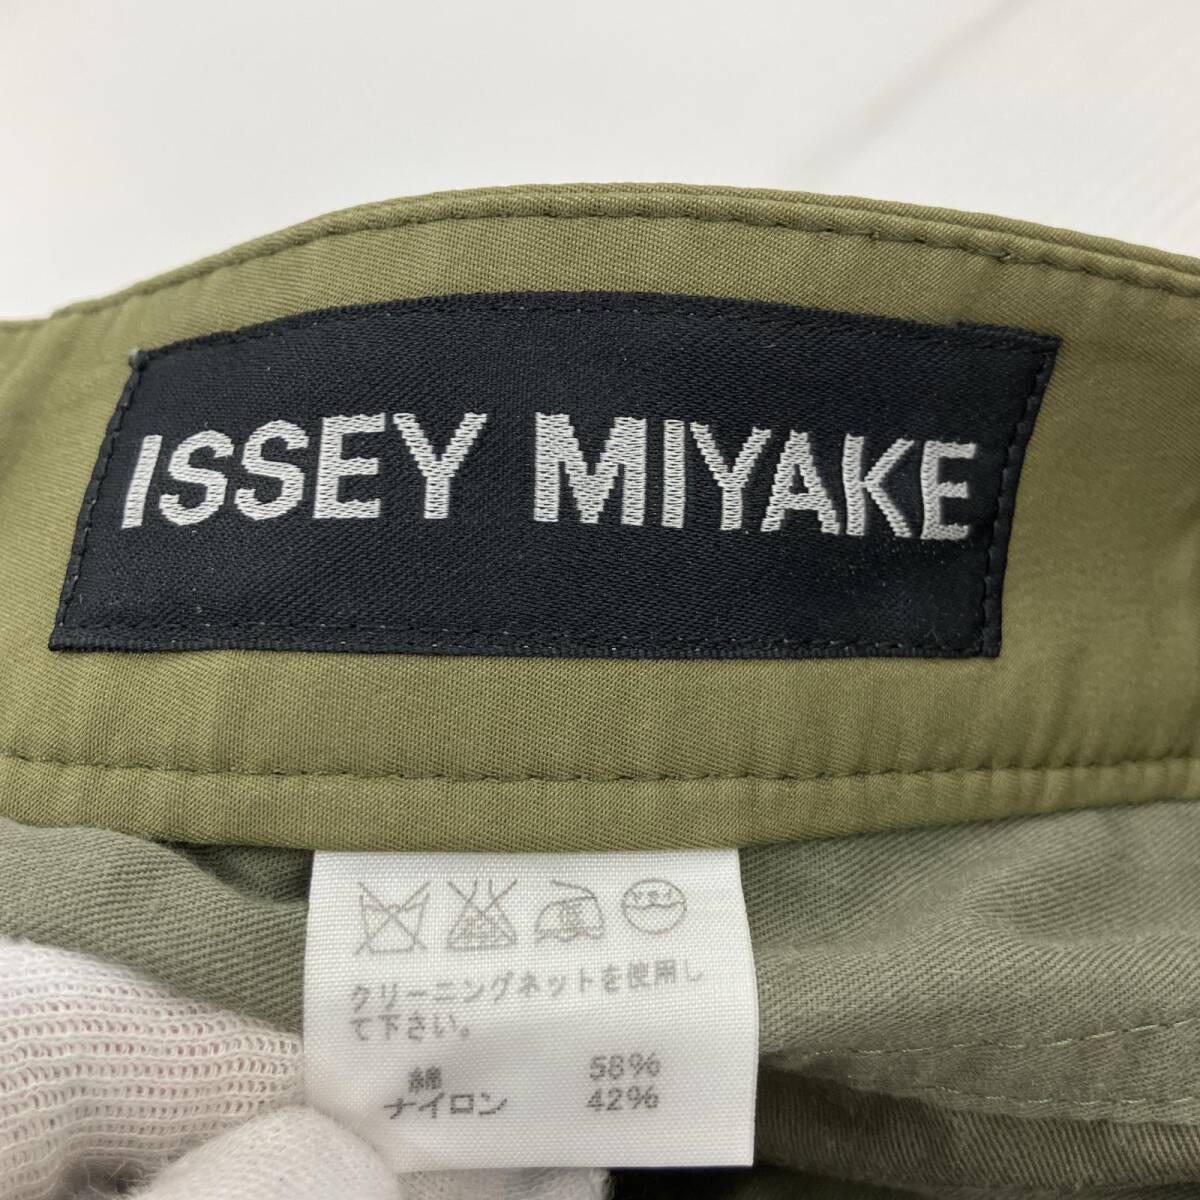 ISSEY MIYAKE
クリーニングネットを使用し
て下さい。
綿 58%
ナイロン 42%